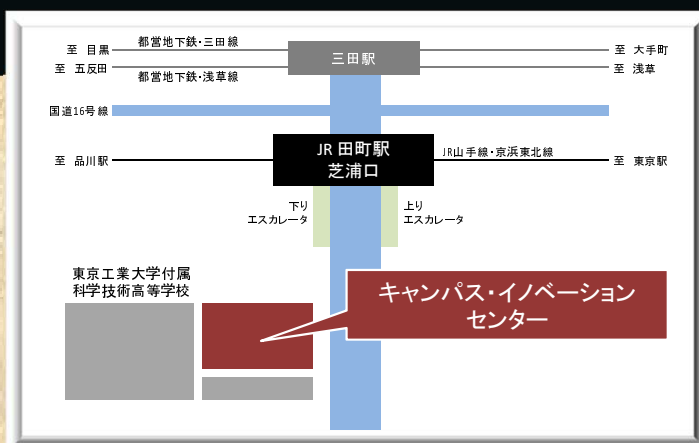 至 目黒
都営地下鉄・三田線
三田駅
至 大手町
至 五反田
都営地下鉄・浅草線
至 浅草
国道16号線
JR 田町駅
芝浦口
至 品川駅
JR山手線・京浜東北線
至 東京駅
下り
エスカレータ
上り
エスカレータ
東京工業大学付属
科学技術高等学校
キャンパス・イノベーション
センター